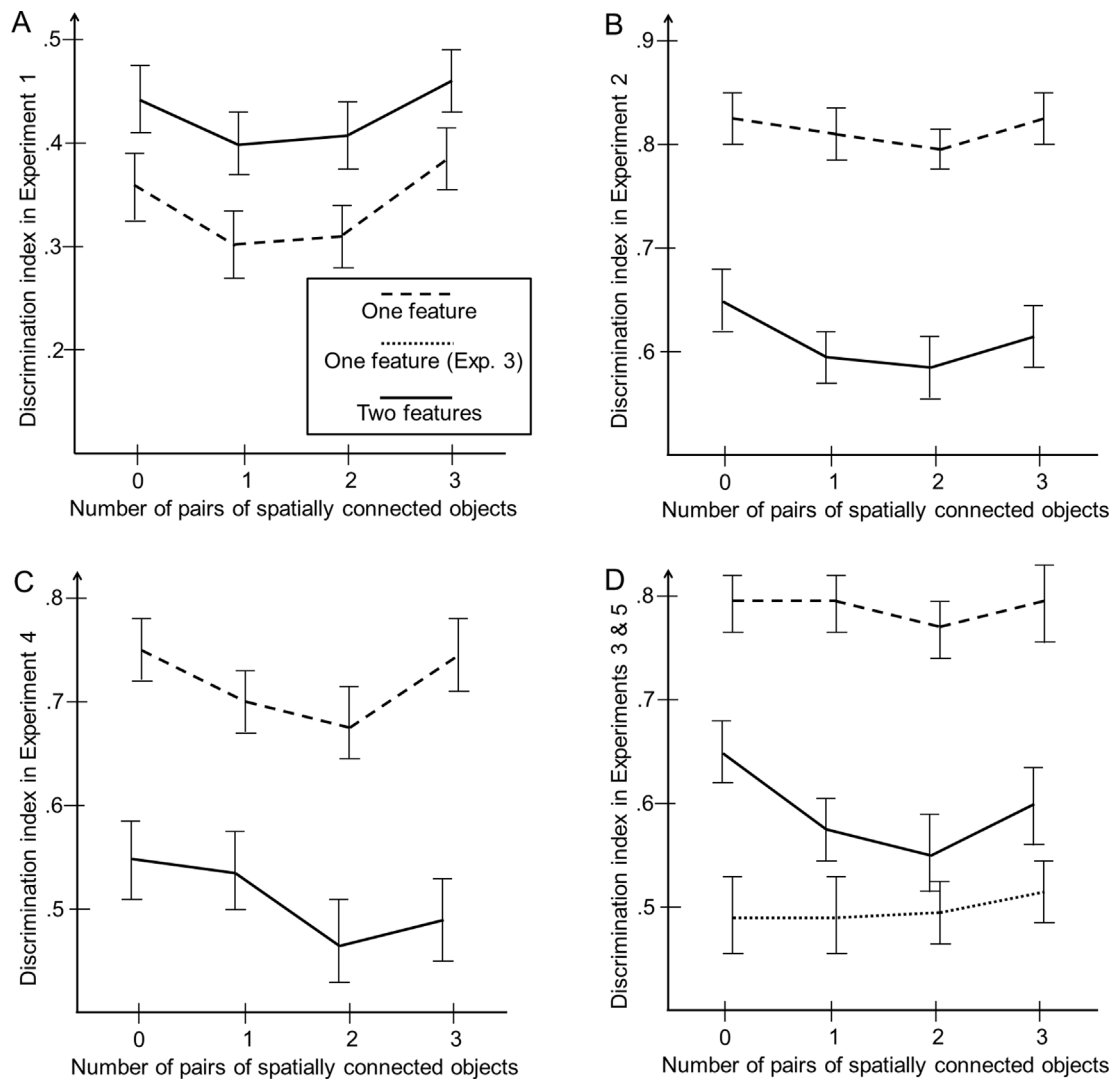 A
Discrimination index in Experiment 1
.5
.4
.3
.2
One feature
One feature (Exp. 3)
Two features
0 1 2 3
Number of pairs of spatially connected objects
B
Discrimination index in Experiment 2
.9
.8
.7
.6
0 1 2 3
Number of pairs of spatially connected objects
C
Discrimination index in Experiment 4
.8
.7
.6
.5
0 1 2 3
Number of pairs of spatially connected objects
D
Discrimination index in Experiments 3 & 5
.8
.7
.6
.5
0 1 2 3
Number of pairs of spatially connected objects